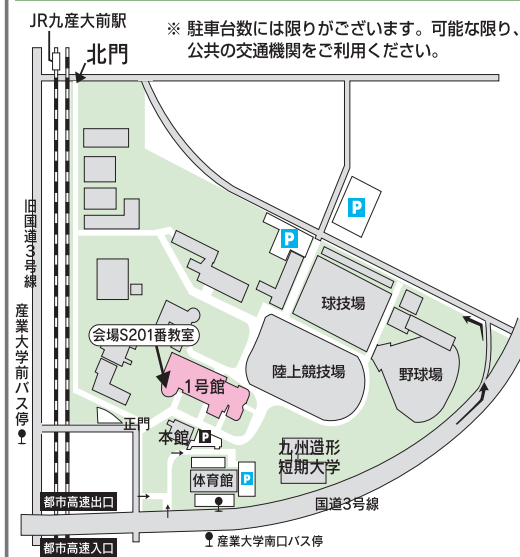 JR九産大前駅
※ 駐車台数には限りがございます。可能な限り、
公共の交通機関をご利用ください。
北門
P
P
旧国道3号線
球技場
産業大学前バス停
会場S201番教室
陸上競技場
野球場
1号館
正門
本館
P
九州造形
短期大学
体育館
P
都市高速出口
国道3号線
都市高速入口
産業大学南口バス停